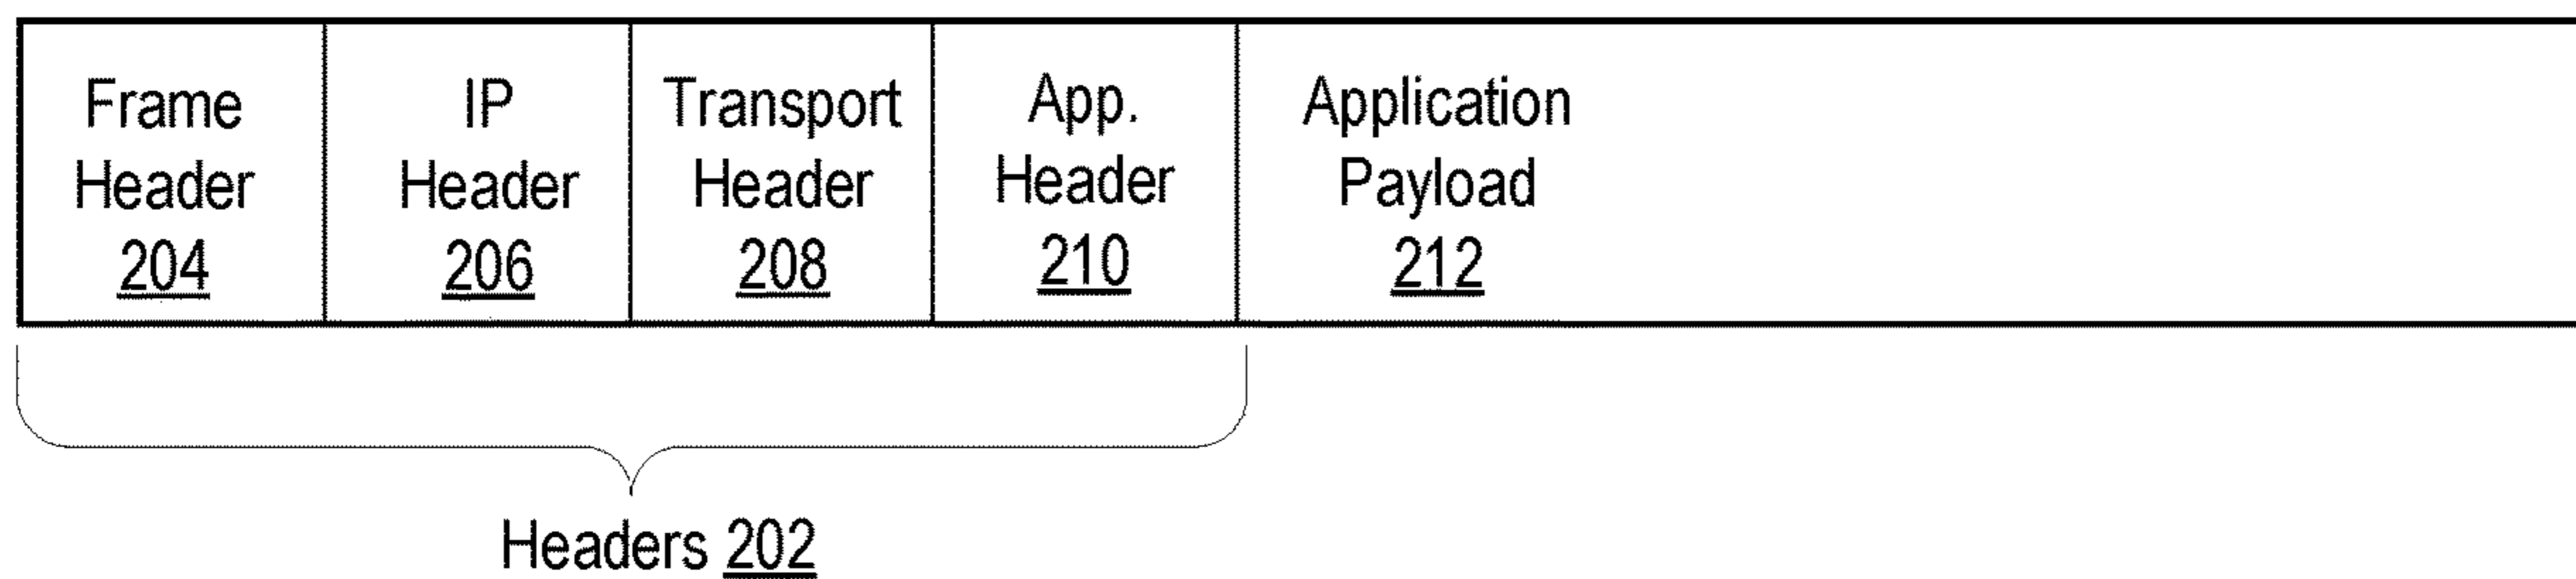 Frame
Header
204
IP
Header
206
Transport
Header
208
App.
Header
210
Application
Payload
212
Headers 202